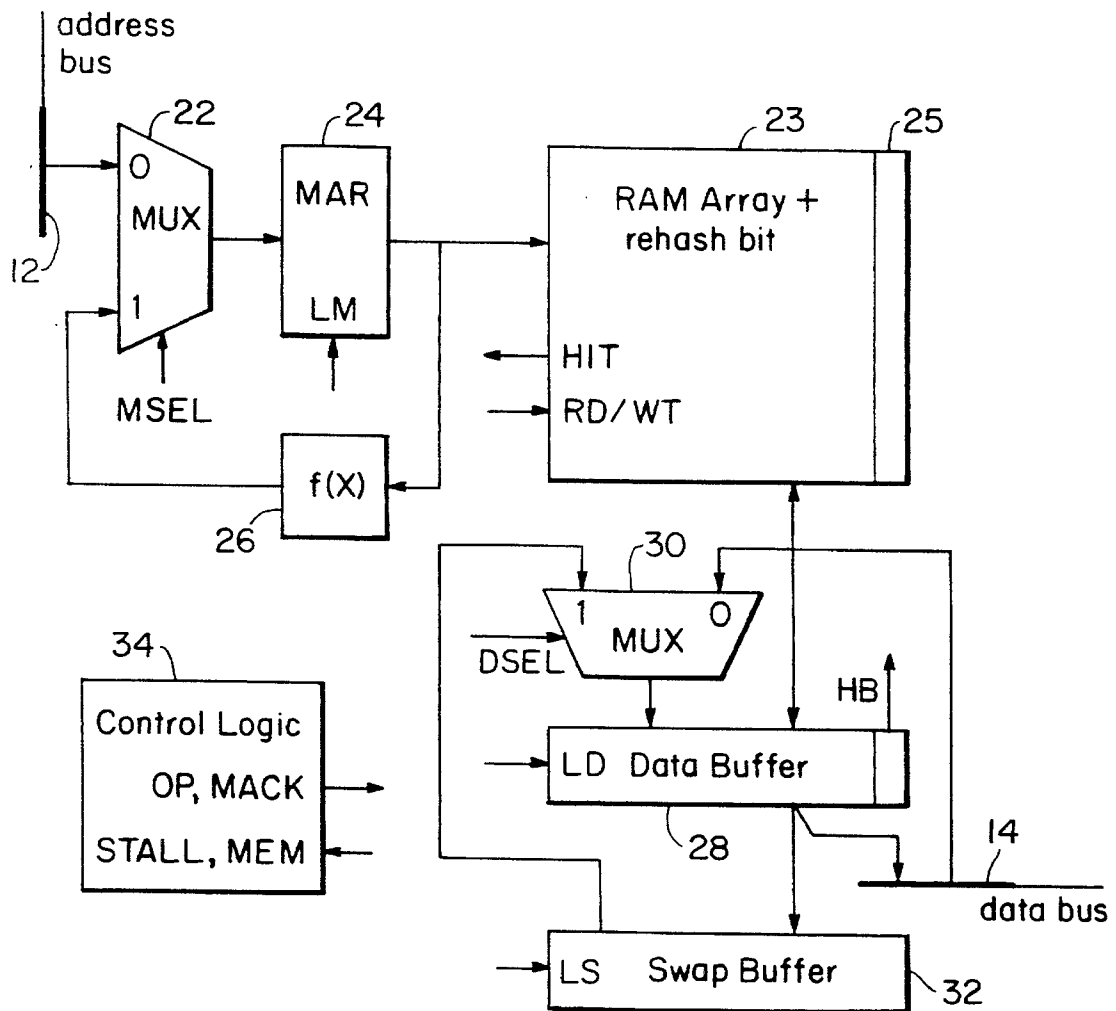 address
bus
22
24
23
25
0
MUX
1
MAR
LM
RAM Array +
rehash bit
12
HIT
RD/WT
MSEL
f(X)
26
30
1
0
MUX
DSEL
34
HB
Control Logic
OP, MACK
STALL, MEM
LD Data Buffer
28
14
data bus
LS Swap Buffer
32